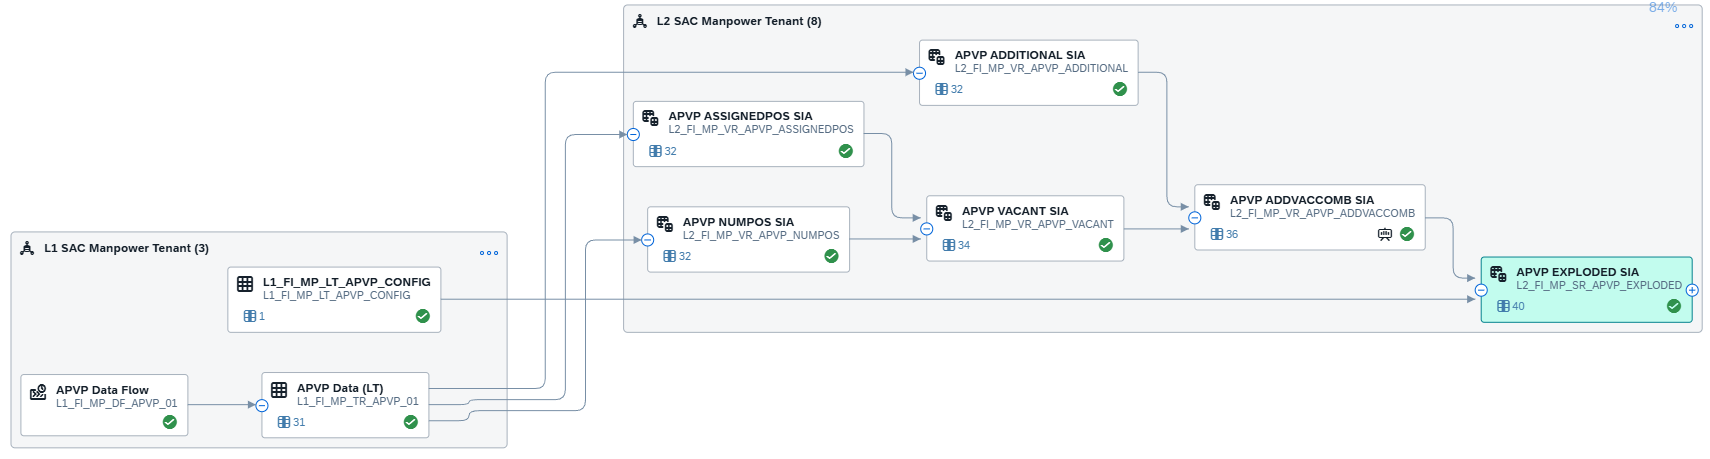 84%
L2 SAC Manpower Tenant (8)
APVP ADDITIONAL SIA
L2_FI_MP_VR_APVP_ADDITIONAL
32
APVP ASSIGNEDPOS SIA
L2_FI_MP_VR_APVP_ASSIGNEDPOS
32
APVP NUMPOS SIA
L2_FI_MP_VR_APVP_NUMPOS
32
APVP VACANT SIA
L2_FI_MP_VR_APVP_VACANT
34
APVP ADDVACCOMB SIA
L2_FI_MP_VR_APVP_ADDVACCOMB
36
APVP EXPLODED SIA
L2_FI_MP_SR_APVP_EXPLODED
40
L1 SAC Manpower Tenant (3)
L1_FI_MP_LT_APVP_CONFIG
L1_FI_MP_LT_APVP_CONFIG
1
APVP Data Flow
L1_FI_MP_DF_APVP_01
APVP Data (LT)
L1_FI_MP_TR_APVP_01
31